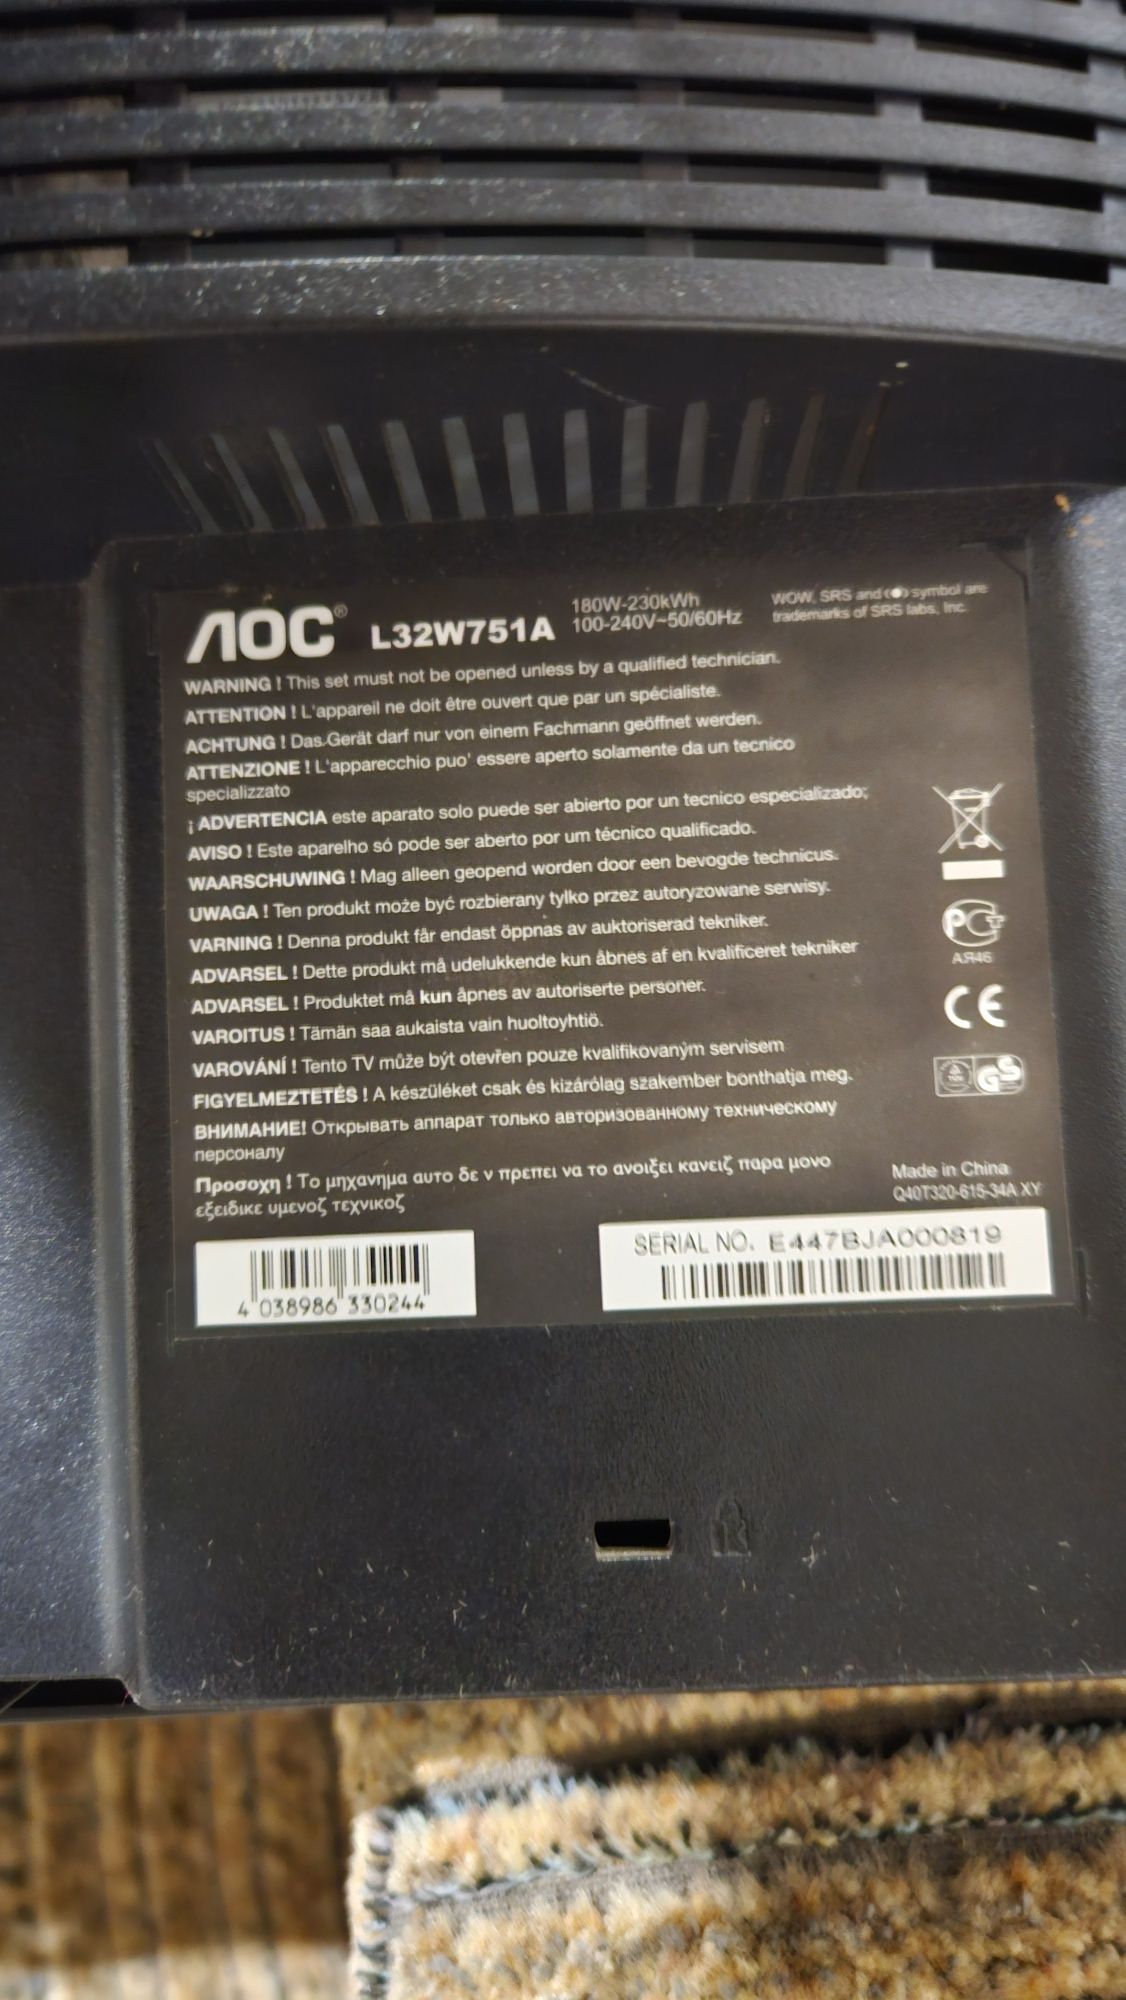 AOC® L32W751A 180W-230kWh
100-240V~50/60Hz
WOW, SRS and (●) symbol are
trademarks of SRS labs, Inc.
WARNING ! This set must not be opened unless by a qualified technician.
ATTENTION ! L'appareil ne doit être ouvert que par un spécialiste.
ACHTUNG ! Das Gerät darf nur von einem Fachmann geöffnet werden.
ATTENZIONE ! L'apparecchio puo' essere aperto solamente da un tecnico
specializzato
¡ ADVERTENCIA este aparato solo puede ser abierto por un tecnico especializado;
AVISO ! Este aparelho só pode ser aberto por um técnico qualificado.
WAARSCHUWING ! Mag alleen geopend worden door een bevogde technicus.
UWAGA ! Ten produkt może być rozbierany tylko przez autoryzowane serwisy.
VARNING ! Denna produkt får endast öppnas av auktoriserad tekniker.
ADVARSEL ! Dette produkt må udelukkende kun åbnes af en kvalificeret tekniker
ADVARSEL ! Produktet må kun åpnes av autoriserte personer.
VAROITUS ! Tämän saa aukaista vain huoltoyhtiö.
VAROVÁNÍ ! Tento TV může být otevřen pouze kvalifikovaným servisem
FIGYELMEZTETÉS ! A készüléket csak és kizárólag szakember bonthatja meg.
ВНИМАНИЕ! Открывать аппарат только авторизованному техническому
персоналу
Προσοχη ! Το μηχανημα αυτο δε ν πρεπει να το ανοιξει κανειζ παρα μονο
εξειδικε υμενοζ τεχνικοζ
PCT
АЯ46
CE
GS
Made in China
Q40T320-615-34A XY
4 038986 330244
SERIAL NO. E447BJA000819